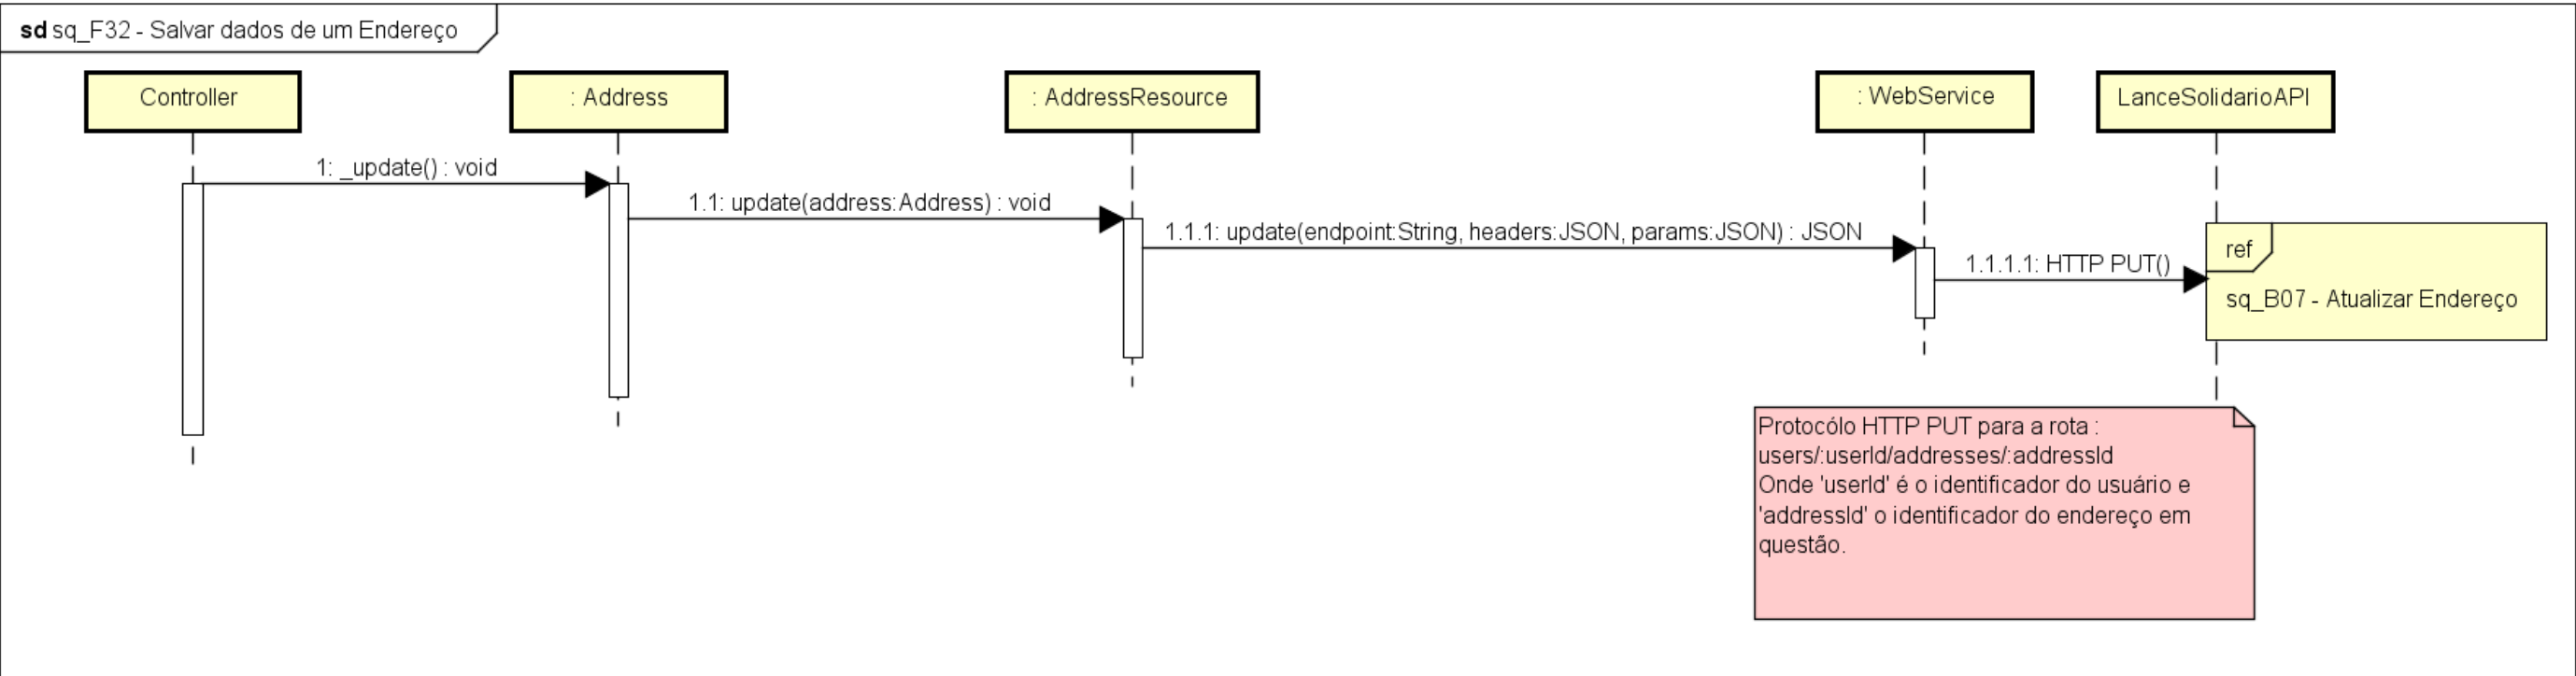 sd sq_F32 - Salvar dados de um Endereço
Controller
: Address
: AddressResource
: WebService
LanceSolidarioAPI
1: _update() : void
1.1: update(address:Address) : void
1.1.1: update(endpoint:String, headers:JSON, params:JSON) : JSON
1.1.1.1: HTTP PUT()
ref
sq_B07 - Atualizar Endereço
Protocólo HTTP PUT para a rota :
users/:userId/addresses/:addressId
Onde 'userId' é o identificador do usuário e
'addressId' o identificador do endereço em
questão.